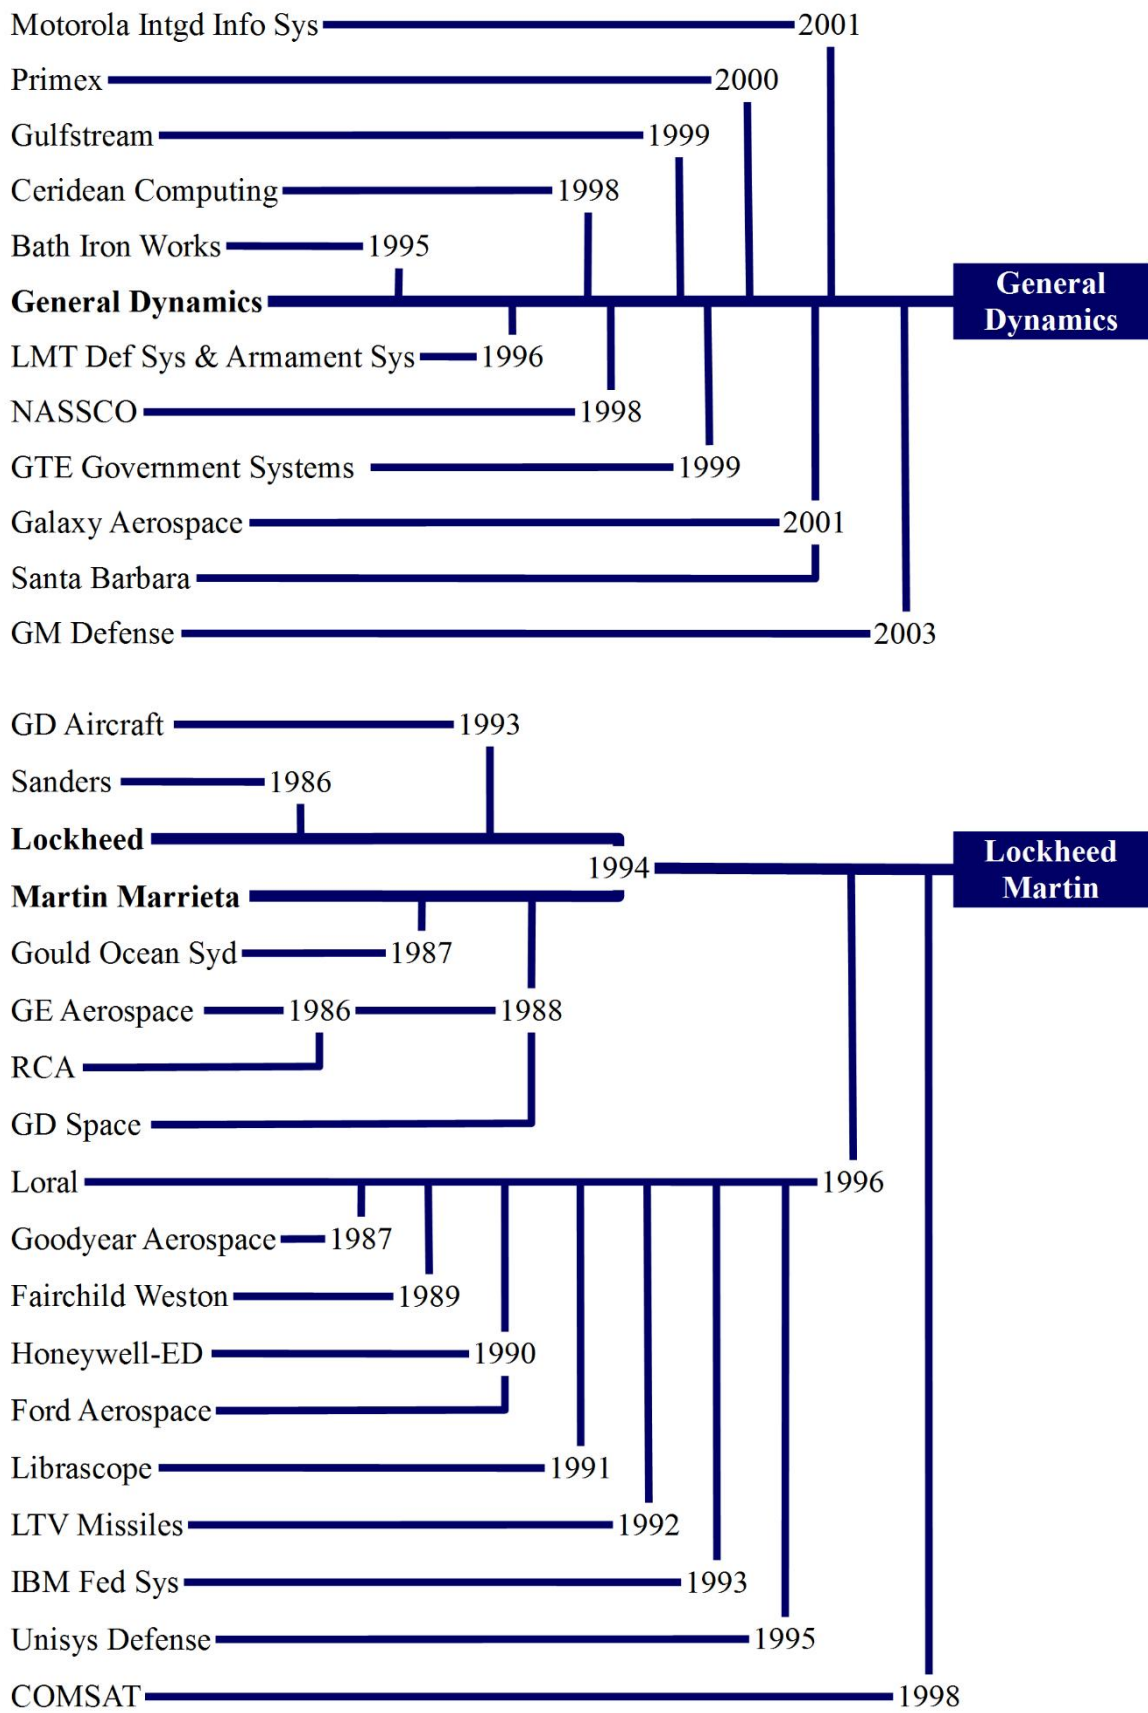 Motorola Intgd Info Sys 2001
Primex 2000
Gulfstream 1999
Ceridean Computing 1998
Bath Iron Works 1995
General Dynamics
General
Dynamics
LMT Def Sys & Armament Sys 1996
NASSCO 1998
GTE Government Systems 1999
Galaxy Aerospace 2001
Santa Barbara
GM Defense 2003
GD Aircraft 1993
Sanders 1986
Lockheed
1994
Lockheed
Martin
Martin Marrieta
Gould Ocean Syd 1987
GE Aerospace 1986 1988
RCA
GD Space
Loral 1996
Goodyear Aerospace 1987
Fairchild Weston 1989
Honeywell-ED 1990
Ford Aerospace
Librascope 1991
LTV Missiles 1992
IBM Fed Sys 1993
Unisys Defense 1995
COMSAT 1998